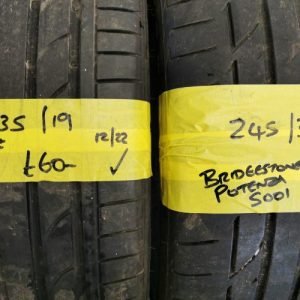 35 /19
12/22
£60- ✓
245/3
BRIDGESTONE
POTENZA
S001